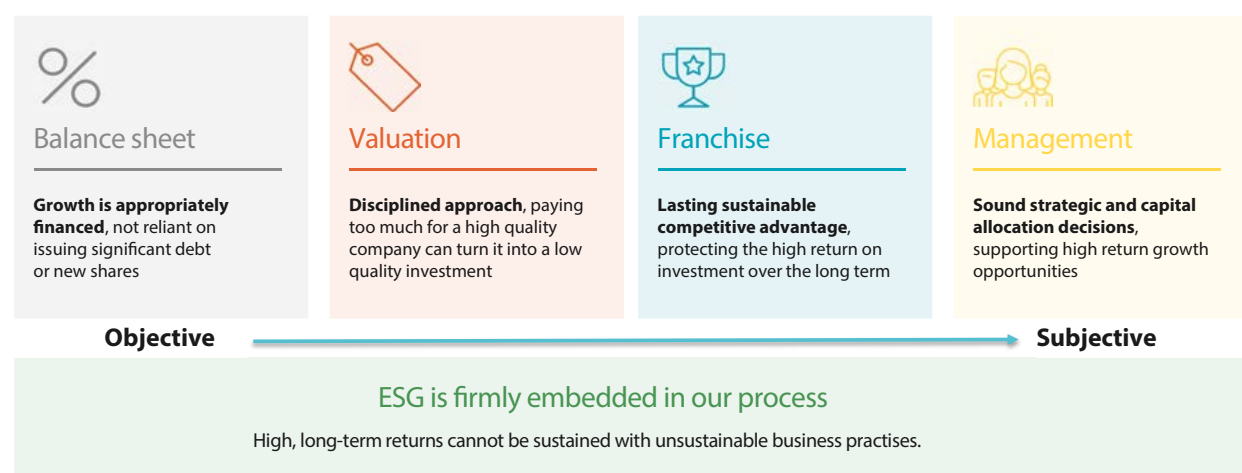 Balance sheet
Growth is appropriately
financed, not reliant on
issuing significant debt
or new shares
Valuation
Disciplined approach, paying
too much for a high quality
company can turn it into a low
quality investment
Franchise
Lasting sustainable
competitive advantage,
protecting the high return on
investment over the long term
Management
Sound strategic and capital
allocation decisions,
supporting high return growth
opportunities
Objective
Subjective
ESG is firmly embedded in our process
High, long-term returns cannot be sustained with unsustainable business practises.